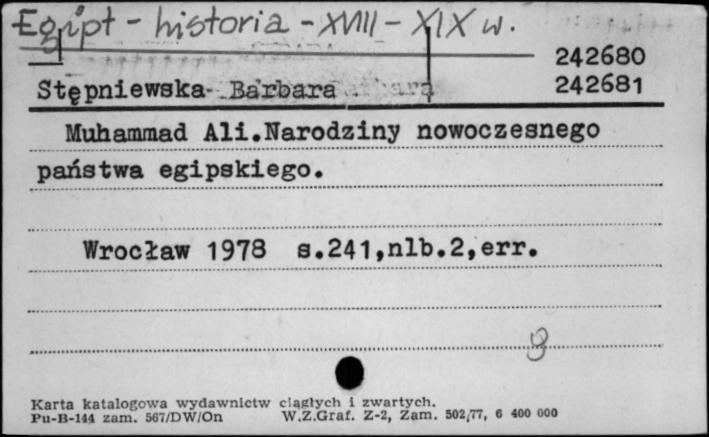 Egipt - historia - XVIII - XIX w.
242680
Stępniewska Barbara 242681
Muhammad Ali.Narodziny nowoczesnego
państwa egipskiego.
Wrocław 1978 s.241,nlb.2,err.
8
Karta katalogowa wydawnictw ciągłych i zwartych.
Pu-B-144 zam. 567/DW/On W.Z.Graf. Z-2, Zam. 502/77, 6 400 000